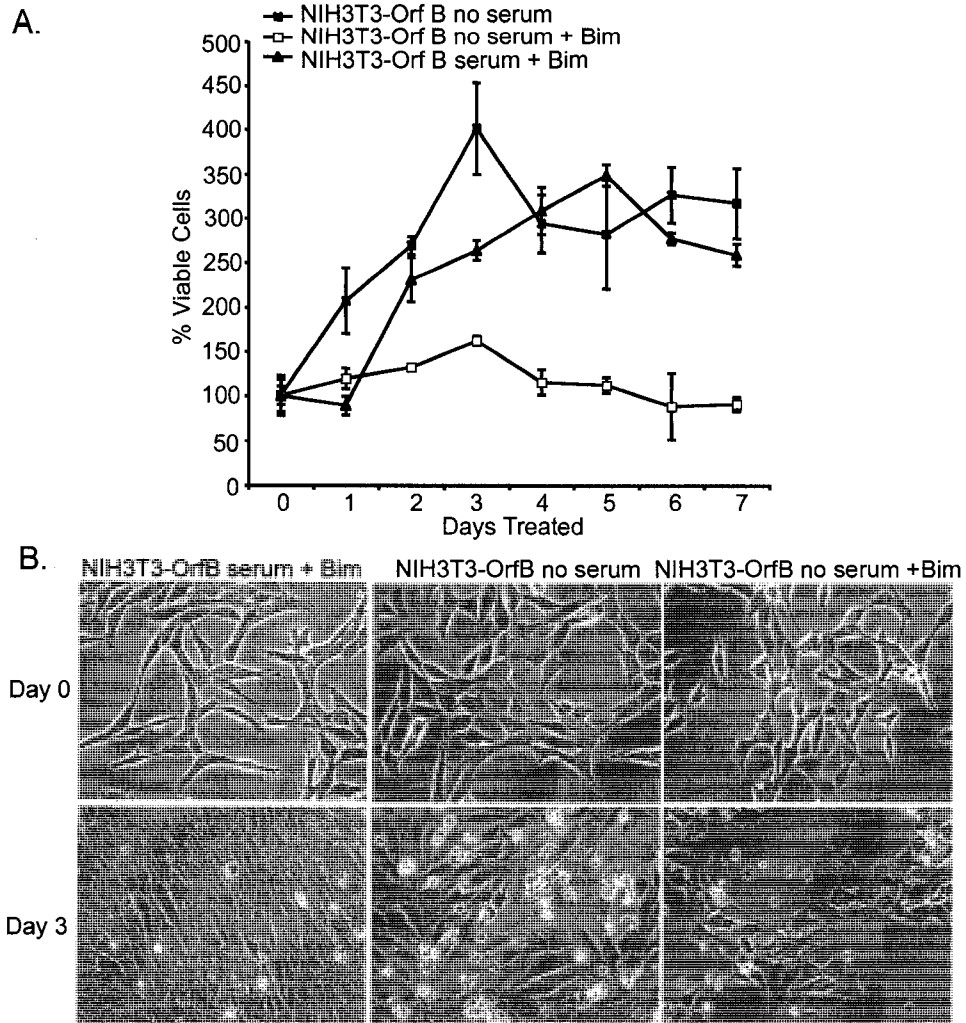 A.
NIH3T3-Orf B no serum
NIH3T3-Orf B no serum + Bim
NIH3T3-Orf B serum + Bim
500
450
400
350
300
250
200
150
100
50
0
% Viable Cells
0 1 2 3 4 5 6 7
Days Treated
B.
NIH3T3-OrfB serum + Bim NIH3T3-OrfB no serum NIH3T3-OrfB no serum +Bim
Day 0
Day 3